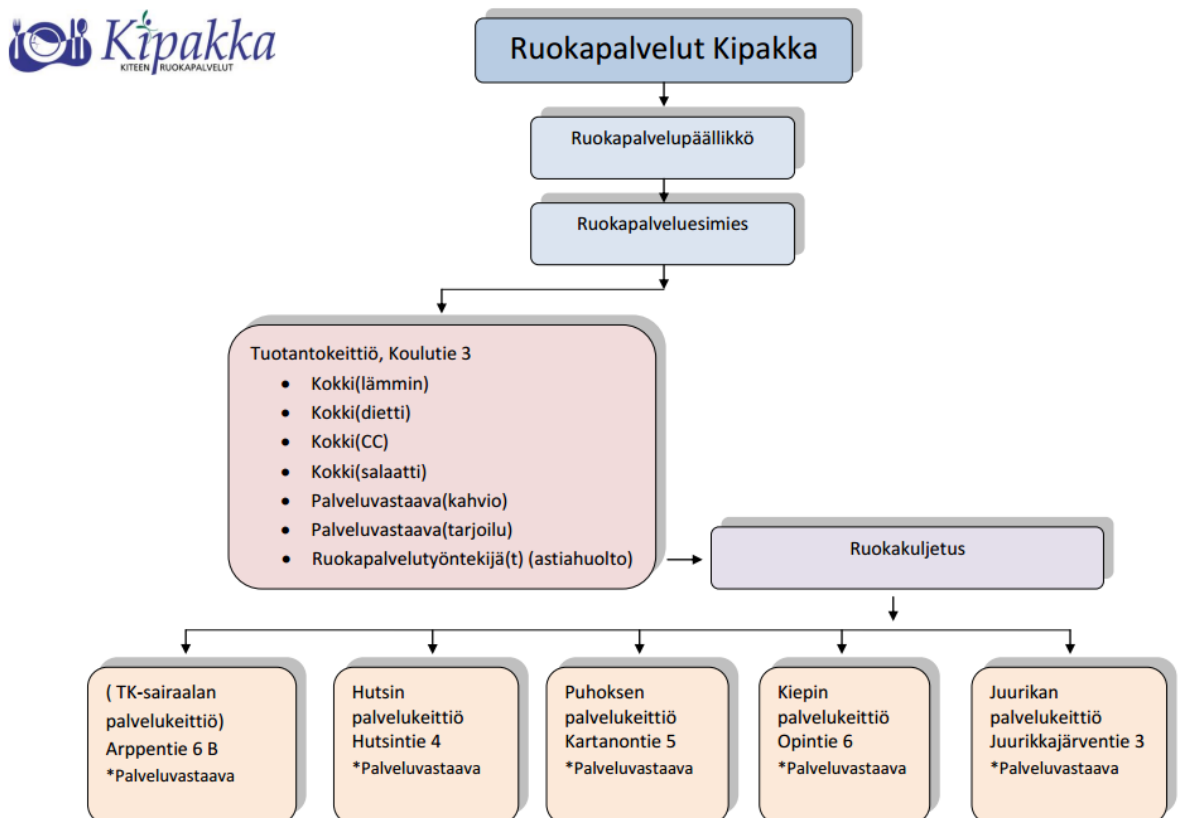 Kipakka
KITEEN RUOKAPALVELUT
Ruokapalvelut Kipakka
Ruokapalvelupäällikkö
Ruokapalveluesimies
Tuotantokeittiö, Koulutie 3
• Kokki(lämmin)
• Kokki(dietti)
• Kokki(CC)
• Kokki(salaatti)
• Palveluvastaava(kahvio)
• Palveluvastaava(tarjoilu)
• Ruokapalvelutyöntekijä(t) (astiahuolto)
Ruokakuljetus
( TK-sairaalan
palvelukeittiö)
Arppentie 6 B
*Palveluvastaava
Hutsin
palvelukeittiö
Hutsintie 4
*Palveluvastaava
Puhoksen
palvelukeittiö
Kartanontie 5
*Palveluvastaava
Kiepin
palvelukeittiö
Opintie 6
*Palveluvastaava
Juurikan
palvelukeittiö
Juurikkajärventie 3
*Palveluvastaava